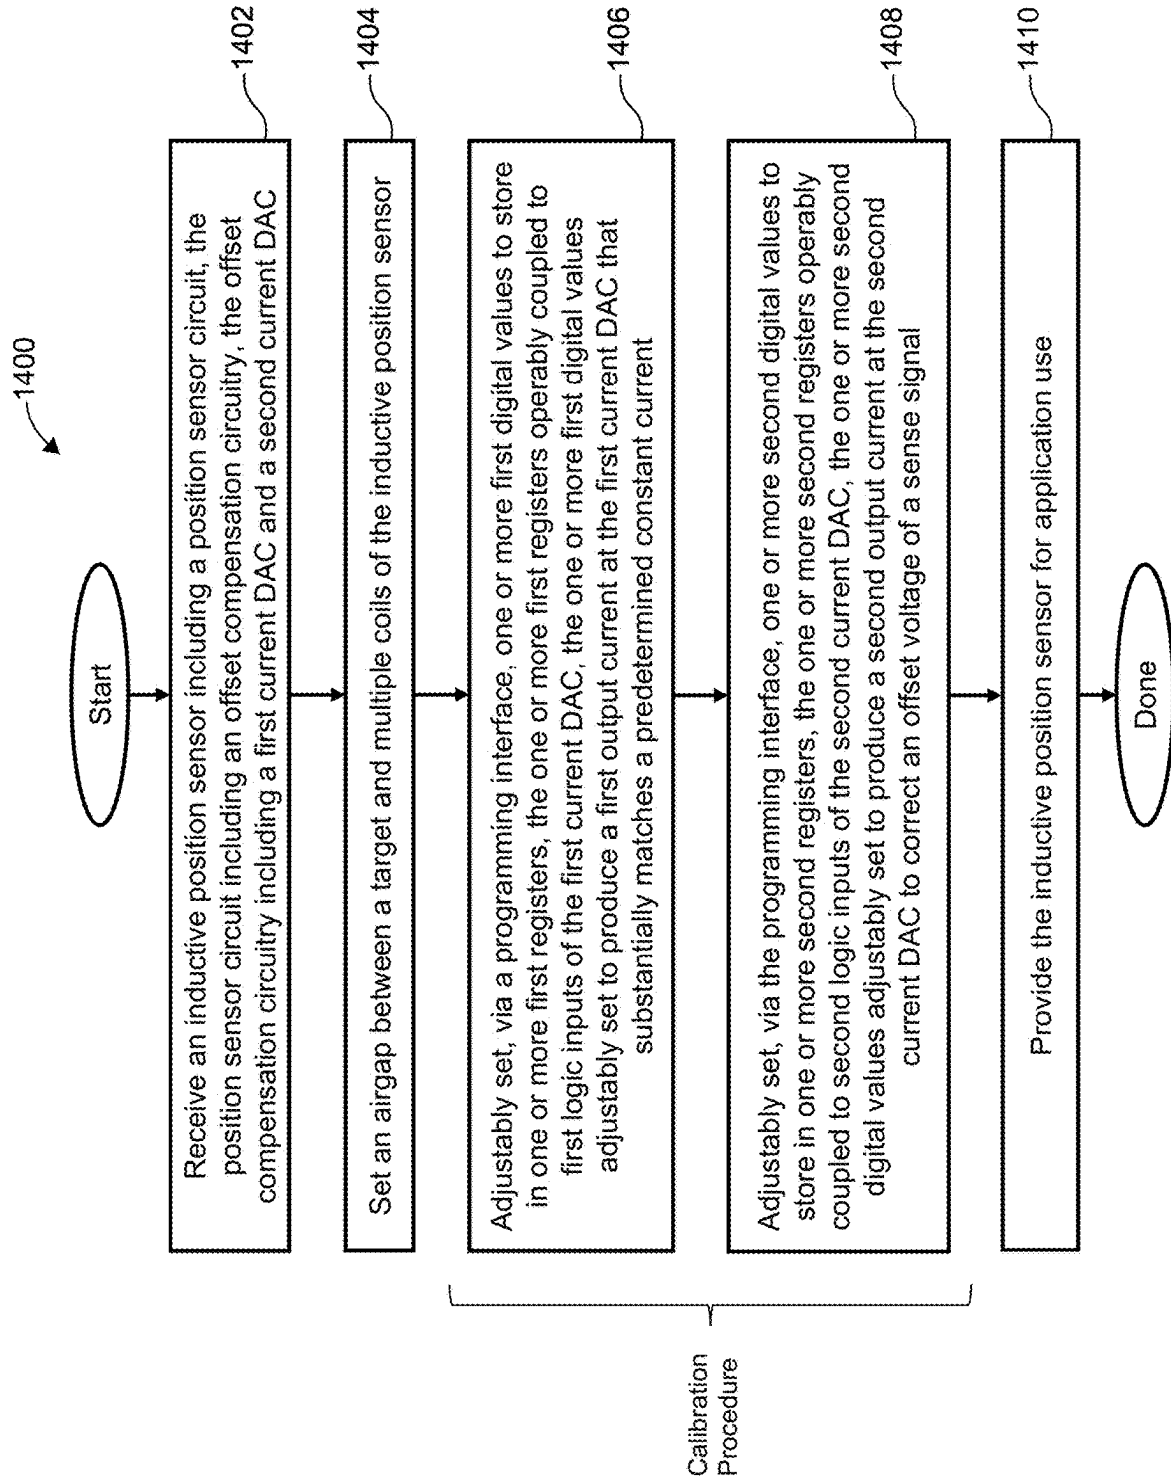 1400
Start
Receive an inductive position sensor including a position sensor circuit, the
position sensor circuit including an offset compensation circuitry, the offset
compensation circuitry including a first current DAC and a second current DAC
1402
Set an airgap between a target and multiple coils of the inductive position sensor
1404
Calibration
Procedure
Adjustably set, via a programming interface, one or more first digital values to store
in one or more first registers, the one or more first registers operably coupled to
first logic inputs of the first current DAC, the one or more first digital values
adjustably set to produce a first output current at the first current DAC that
substantially matches a predetermined constant current
1406
Adjustably set, via the programming interface, one or more second digital values to
store in one or more second registers, the one or more second registers operably
coupled to second logic inputs of the second current DAC, the one or more second
digital values adjustably set to produce a second output current at the second
current DAC to correct an offset voltage of a sense signal
1408
Provide the inductive position sensor for application use
1410
Done